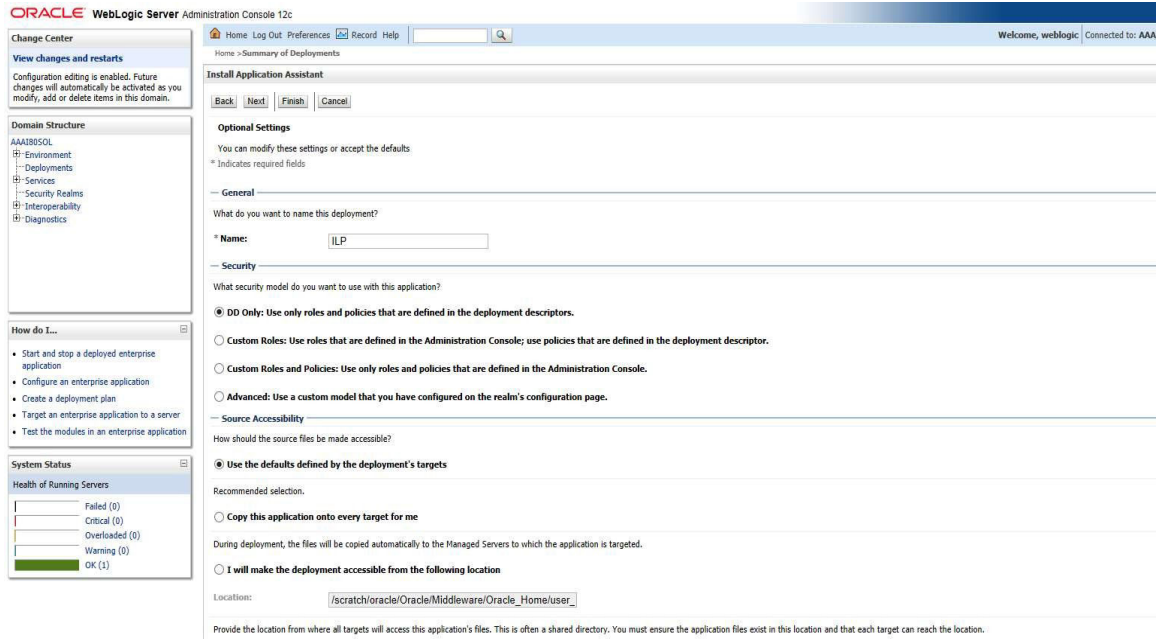 ORACLE WebLogic Server Administration Console 12c
Change Center
View changes and restarts
Configuration editing is enabled. Future
changes will automatically be activated as you
modify, add or delete items in this domain.
Domain Structure
AAAI80SOL
Environment
Deployments
Services
Security Realms
Interoperability
Diagnostics
How do I...
Start and stop a deployed enterprise
application
Configure an enterprise application
Create a deployment plan
Target an enterprise application to a server
Test the modules in an enterprise application
System Status
Health of Running Servers
Failed (0)
Critical (0)
Overloaded (0)
Warning (0)
OK (1)
Home Log Out Preferences Record Help
Welcome, weblogic Connected to: AAA
Home >Summary of Deployments
Install Application Assistant
Back Next Finish Cancel
Optional Settings
You can modify these settings or accept the defaults
* Indicates required fields
General
What do you want to name this deployment?
* Name: ILP
Security
What security model do you want to use with this application?
DD Only: Use only roles and policies that are defined in the deployment descriptors.
Custom Roles: Use roles that are defined in the Administration Console; use policies that are defined in the deployment descriptor.
Custom Roles and Policies: Use only roles and policies that are defined in the Administration Console.
Advanced: Use a custom model that you have configured on the realm's configuration page.
Source Accessibility
How should the source files be made accessible?
Use the defaults defined by the deployment's targets
Recommended selection.
Copy this application onto every target for me
During deployment, the files will be copied automatically to the Managed Servers to which the application is targeted.
I will make the deployment accessible from the following location
Location: /scratch/oracle/Oracle/Middleware/Oracle_Home/user_
Provide the location from where all targets will access this application's files. This is often a shared directory. You must ensure the application files exist in this location and that each target can reach the location.